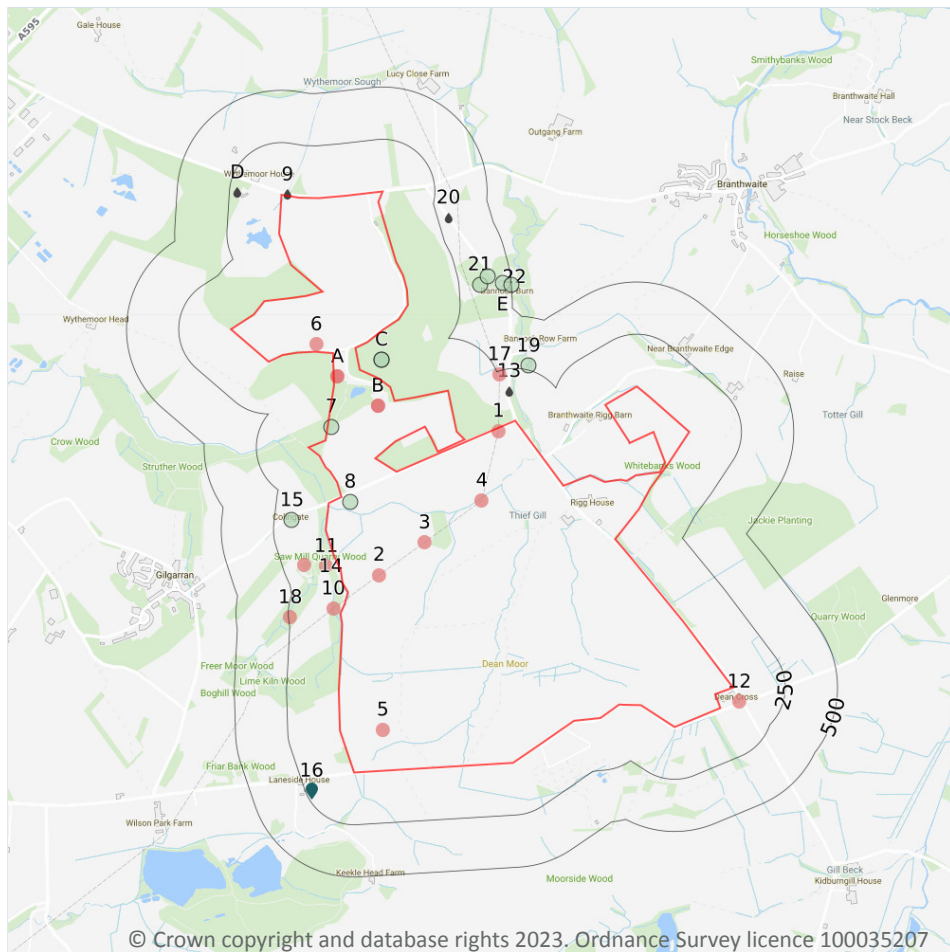 Gale House
A595
Smithybanks Wood
Lucy Close Farm
Wythemoor Sough
Branthwaite Hall
Near Stock Beck
Outgang Farm
D
9
Wythemoor House
Branthwaite
20
Horseshoe Wood
21
22
E
Wythemoor Head
6
C
19
17
Near Branthwaite Edge
A
13
Raise
B
7
1
Branthwaite Rigg Barn
Totter Gill
Crow Wood
Struther Wood
Whitebanks Wood
8
4
15
Rigg House
Thief Gill
Jackie Planting
3
11
Saw Mill Quarry Wood
14
2
Gilgarran
10
18
Glenmore
Quarry Wood
Freer Moor Wood
Dean Moor
Lime Kiln Wood
Boghill Wood
12
Dean Cross
250
500
5
Friar Bank Wood
16
Laneside House
Wilson Park Farm
Keekle Head Farm
Moorside Wood
Gill Beck
Kidburngill House
© Crown copyright and database rights 2023. Ordnance Survey licence 100035207